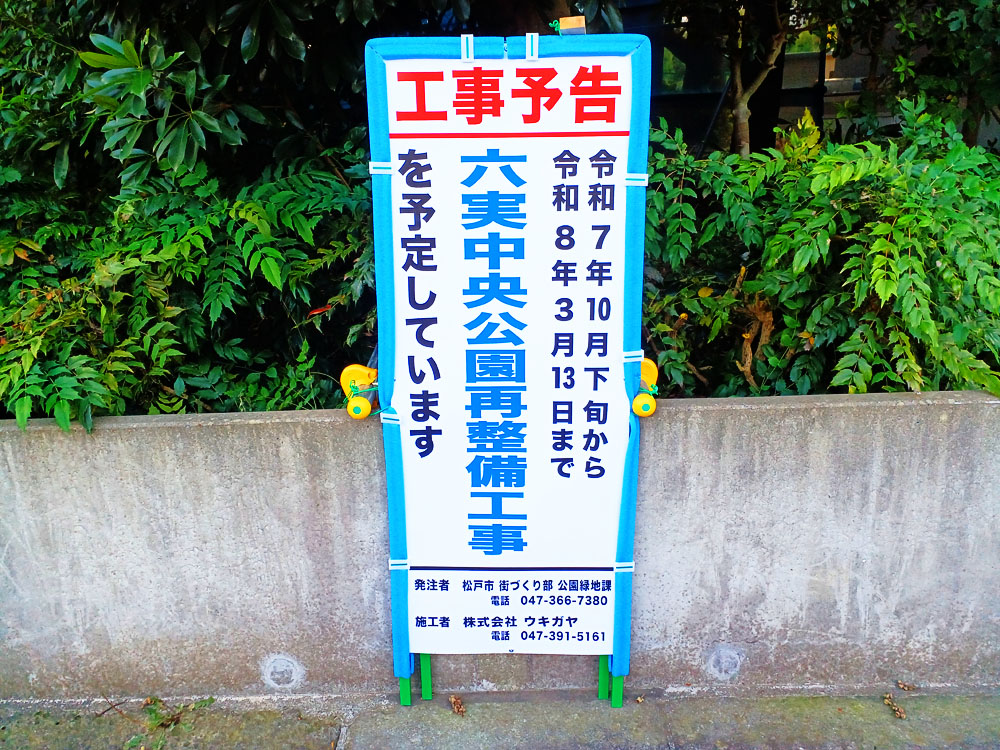 工事予告
令和７年10月下旬から
令和８年３月13日まで
六実中央公園再整備工事
を予定しています
発注者 松戸市 街づくり部 公園緑地課
電話 047-366-7380
施工者 株式会社 ウキガヤ
電話 047-391-5161